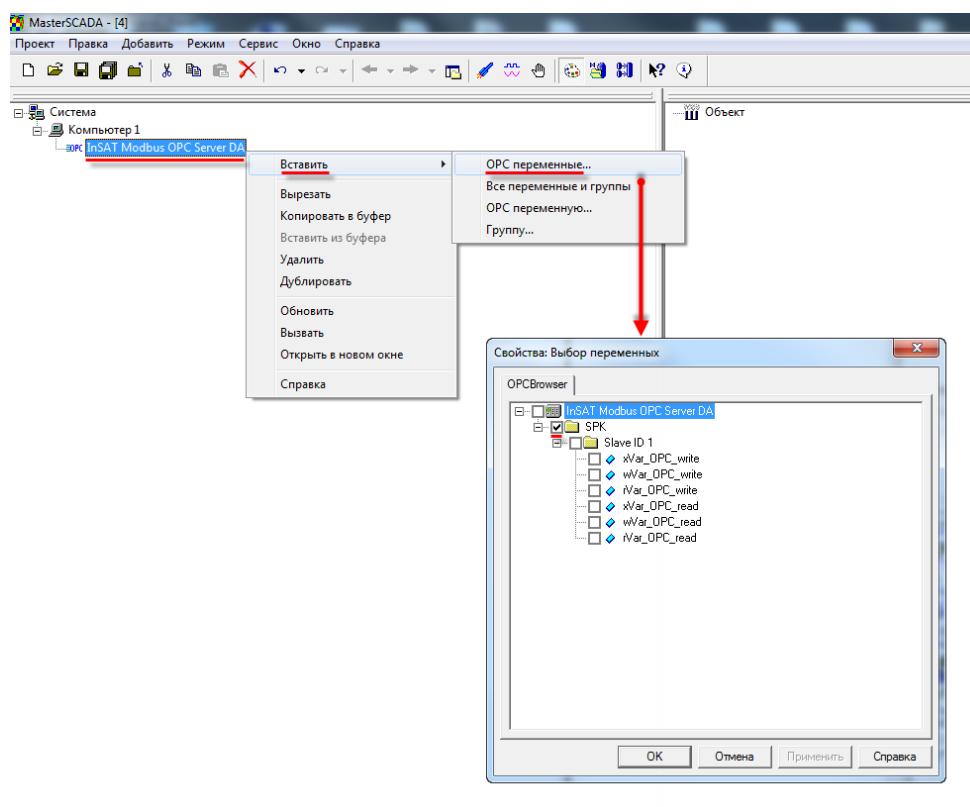 MasterSCADA - [4]
Проект Правка Добавить Режим Сервис Окно Справка
Система
Компьютер 1
InSAT Modbus OPC Server DA
Объект
Вставить
Вырезать
Копировать в буфер
Вставить из буфера
Удалить
Дублировать
Обновить
Вызвать
Открыть в новом окне
Справка
OPC переменные...
Все переменные и группы
OPC переменную...
Группу...
Свойства: Выбор переменных
OPCBrowser
InSAT Modbus OPC Server DA
SPK
Slave ID 1
xVar_OPC_write
wVar_OPC_write
rVar_OPC_write
xVar_OPC_read
wVar_OPC_read
rVar_OPC_read
OK Отмена Применить Справка